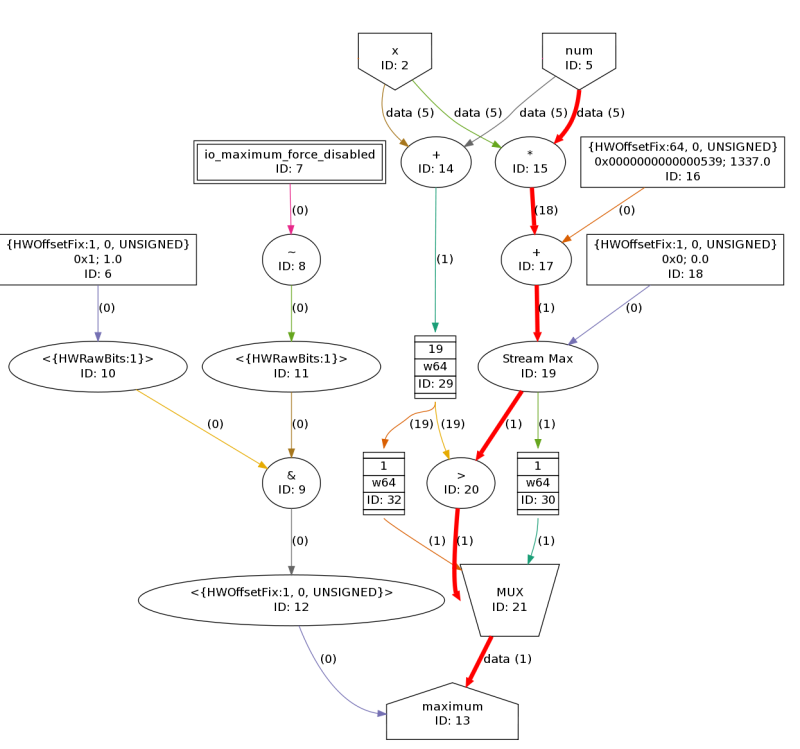 x
ID: 2
num
ID: 5
data (5)
data (5)
data (5)
data (5)
io_maximum_force_disabled
ID: 7
+
ID: 14
*
ID: 15
{HWOffsetFix:64, 0, UNSIGNED}
0x0000000000000539; 1337.0
ID: 16
(0)
(18)
(0)
{HWOffsetFix:1, 0, UNSIGNED}
0x1; 1.0
ID: 6
~
ID: 8
(1)
+
ID: 17
{HWOffsetFix:1, 0, UNSIGNED}
0x0; 0.0
ID: 18
(0)
(0)
(1)
(0)
<{HWRawBits:1}>
ID: 10
<{HWRawBits:1}>
ID: 11
19
w64
ID: 29
Stream Max
ID: 19
(0)
(0)
(19)
(19)
(1)
(1)
&
ID: 9
1
w64
ID: 32
>
ID: 20
1
w64
ID: 30
(0)
(1)
(1)
(1)
<{HWOffsetFix:1, 0, UNSIGNED}>
ID: 12
MUX
ID: 21
(0)
data (1)
maximum
ID: 13